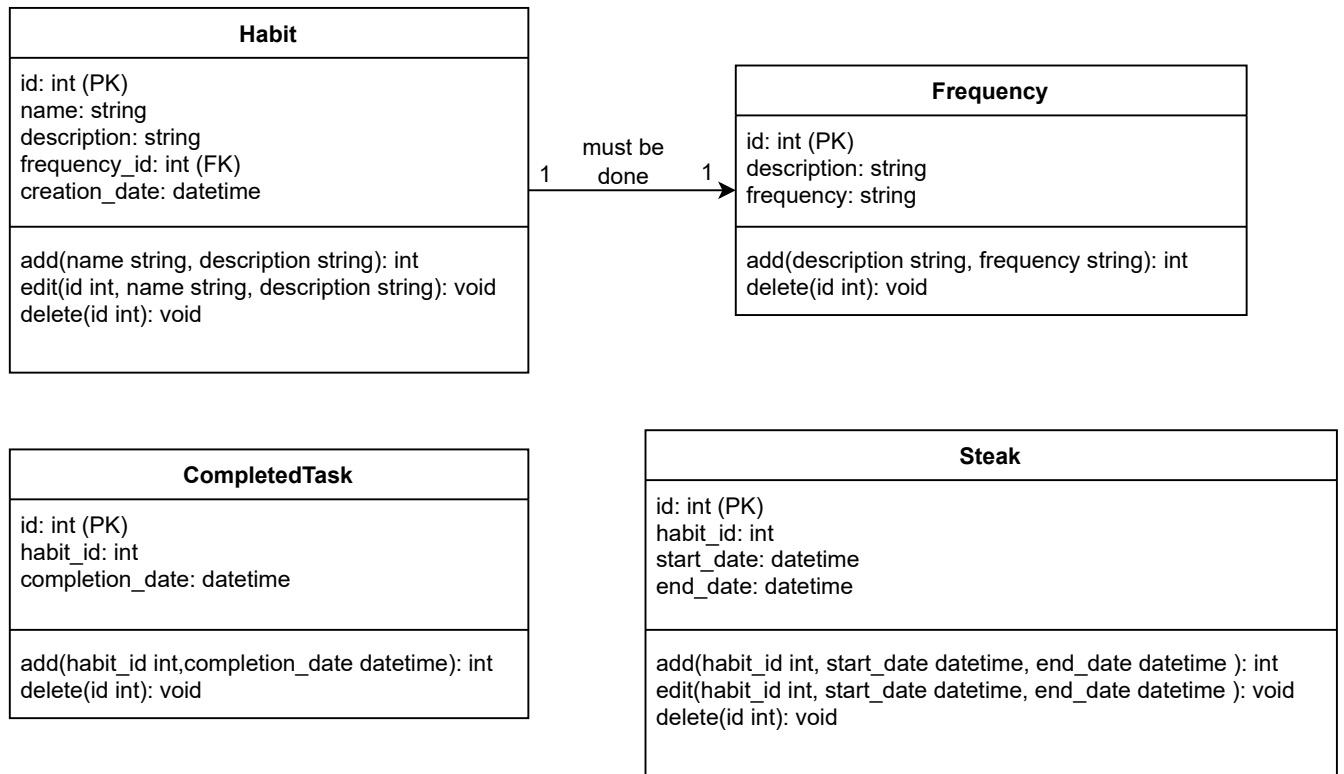 Habit
id: int (PK)
name: string
description: string
frequency_id: int (FK)
creation_date: datetime
add(name string, description string): int
edit(id int, name string, description string): void
delete(id int): void
1
must be
done
1
Frequency
id: int (PK)
description: string
frequency: string
add(description string, frequency string): int
delete(id int): void
CompletedTask
id: int (PK)
habit_id: int
completion_date: datetime
add(habit_id int,completion_date datetime): int
delete(id int): void
Steak
id: int (PK)
habit_id: int
start_date: datetime
end_date: datetime
add(habit_id int, start_date datetime, end_date datetime ): int
edit(habit_id int, start_date datetime, end_date datetime ): void
delete(id int): void